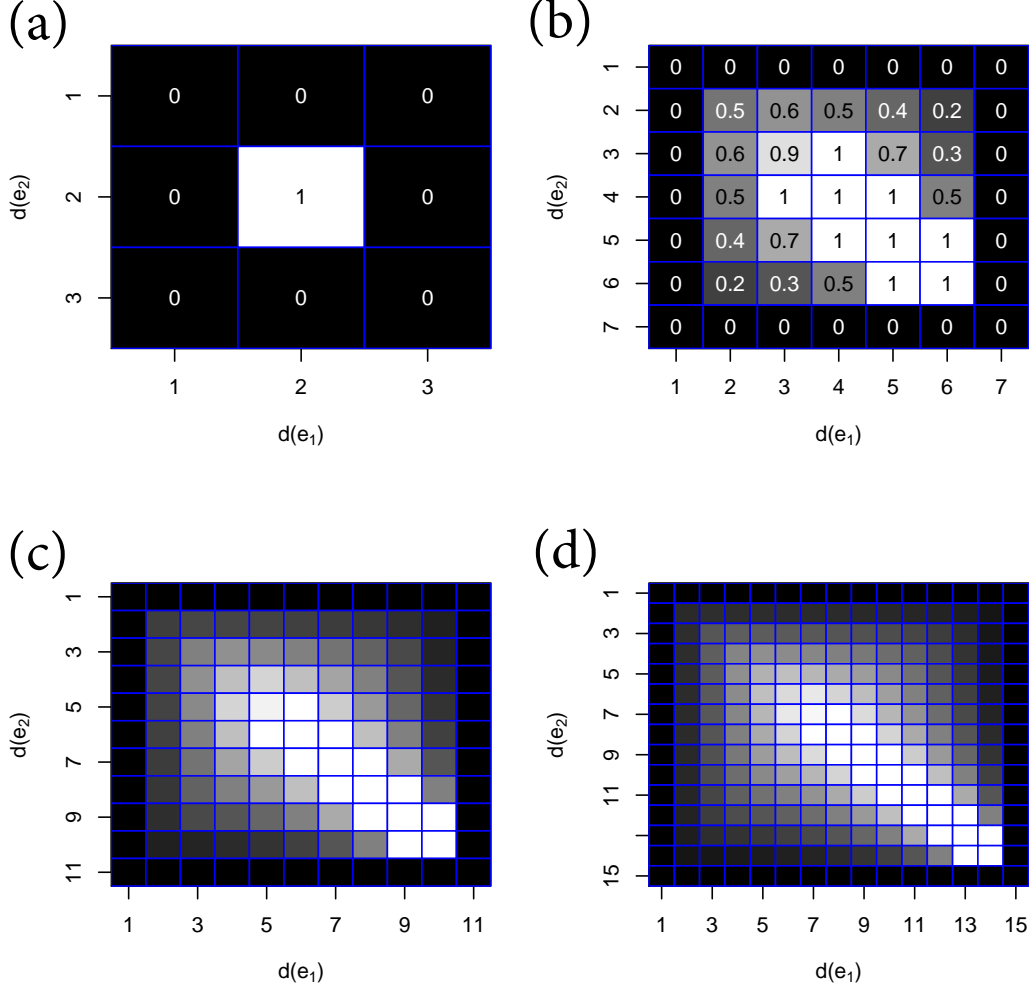 (a)
1 0 0 0
2 0 1 0
3 0 0 0
1 2 3
d(e₂)
d(e₁)
(b)
1 0 0 0 0 0 0 0
2 0 0.5 0.6 0.5 0.4 0.2 0
3 0 0.6 0.9 1 0.7 0.3 0
4 0 0.5 1 1 1 0.5 0
5 0 0.4 0.7 1 1 1 0
6 0 0.2 0.3 0.5 1 1 0
7 0 0 0 0 0 0 0
1 2 3 4 5 6 7
d(e₂)
d(e₁)
(c)
1
3
5
7
9
11
1 3 5 7 9 11
d(e₂)
d(e₁)
(d)
1
3
5
7
9
11
15
1 3 5 7 9 11 13 15
d(e₂)
d(e₁)